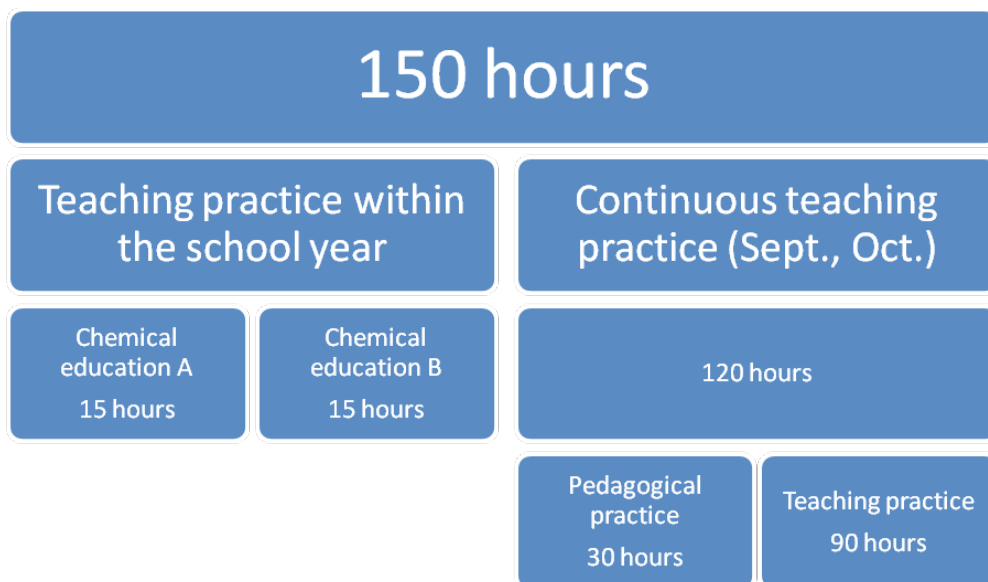 150 hours
Teaching practice within
the school year
Continuous teaching
practice (Sept., Oct.)
Chemical
education A
15 hours
Chemical
education B
15 hours
120 hours
Pedagogical
practice
30 hours
Teaching practice
90 hours